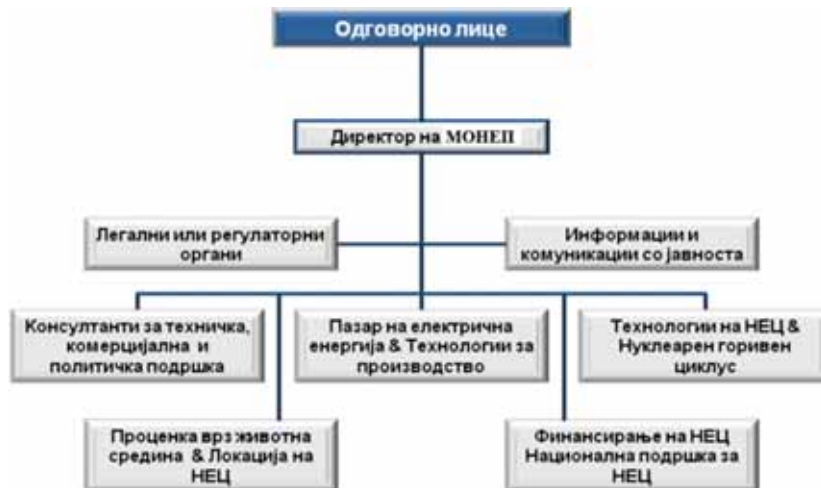 Одговорно лице
Директор на МОНЕП
Легални или регулаторни
органи
Информации и
комуникации со јавноста
Консултанти за техничка,
комерцијална и
политичка подршка
Пазар на електрична
енергија & Технологии за
производство
Технологии на НЕЦ &
Нуклеарен горивен
циклус
Проценка врз животна
средина & Локација на
НЕЦ
Финансирање на НЕЦ
Национална подршка за
НЕЦ